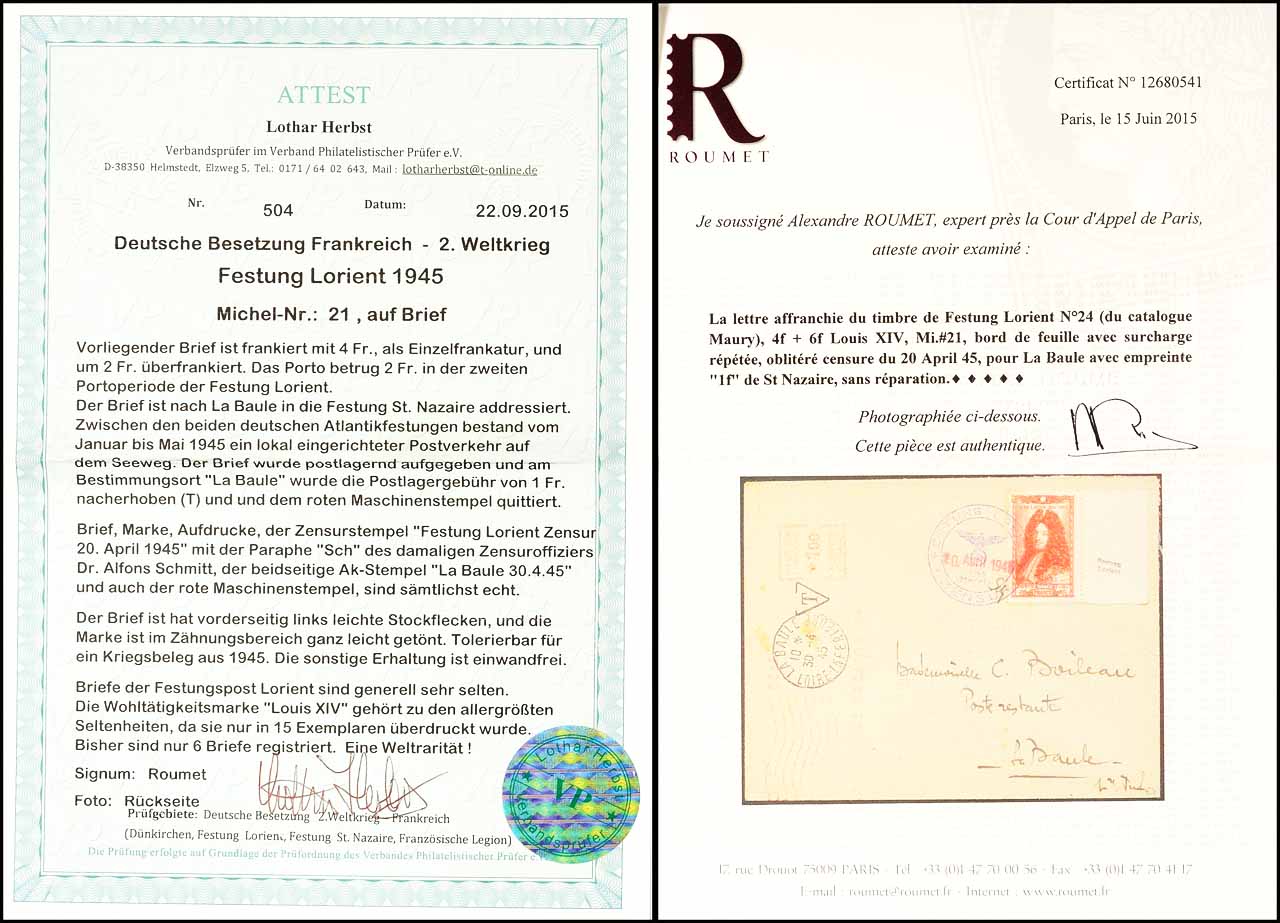 ATTEST
Lothar Herbst
Verbandsprüfer im Verband Philatelistischer Prüfer e.V.
D-38350 Helmstedt, Elzweg 5, Tel.: 0171 / 64 02 643, Mail : lotharherbst@t-online.de
Nr. 504 Datum: 22.09.2015
Deutsche Besetzung Frankreich - 2. Weltkrieg
Festung Lorient 1945
Michel-Nr.: 21 , auf Brief
Vorliegender Brief ist frankiert mit 4 Fr., als Einzelfrankatur, und
um 2 Fr. überfrankiert. Das Porto betrug 2 Fr. in der zweiten
Portoperiode der Festung Lorient.
Der Brief ist nach La Baule in die Festung St. Nazaire addressiert.
Zwischen den beiden deutschen Atlantikfestungen bestand vom
Januar bis Mai 1945 ein lokal eingerichteter Postverkehr auf
dem Seeweg. Der Brief wurde postlagernd aufgegeben und am
Bestimmungsort "La Baule" wurde die Postlagergebühr von 1 Fr.
nacherhoben (T) und und dem roten Maschinenstempel quittiert.
Brief, Marke, Aufdrucke, der Zensurstempel "Festung Lorient Zensur
20. April 1945" mit der Paraphe "Sch" des damaligen Zensuroffiziers
Dr. Alfons Schmitt, der beidseitige Ak-Stempel "La Baule 30.4.45"
und auch der rote Maschinenstempel, sind sämtlichst echt.
Der Brief ist hat vorderseitig links leichte Stockflecken, und die
Marke ist im Zähnungsbereich ganz leicht getönt. Tolerierbar für
ein Kriegsbeleg aus 1945. Die sonstige Erhaltung ist einwandfrei.
Briefe der Festungspost Lorient sind generell sehr selten.
Die Wohltätigkeitsmarke "Louis XIV" gehört zu den allergrößten
Seltenheiten, da sie nur in 15 Exemplaren überdruckt wurde.
Bisher sind nur 6 Briefe registriert. Eine Weltrarität !
Signum: Roumet
Foto: Rückseite
Prüfgebiete: Deutsche Besetzung 2.Weltkrieg - Frankreich
(Dünkirchen, Festung Lorient, Festung St. Nazaire, Französische Legion)
Die Prüfung erfolgte auf Grundlage der Prüfordnung des Verbandes Philatelistischer Prüfer e.V.
Lothar Herbst
VP
Verbandsprüfer
R
ROUMET
Certificat N° 12680541
Paris, le 15 Juin 2015
Je soussigné Alexandre ROUMET, expert près la Cour d'Appel de Paris,
atteste avoir examiné :
La lettre affranchie du timbre de Festung Lorient N°24 (du catalogue
Maury), 4f + 6f Louis XIV, Mi.#21, bord de feuille avec surcharge
répétée, oblitéré censure du 20 April 45, pour La Baule avec empreinte
"1f" de St Nazaire, sans réparation.♦ ♦ ♦ ♦ ♦
Photographiée ci-dessous.
Cette pièce est authentique.
20. April 1945
Festung
Lorient
T
LA BAULE
10 *
30 -4
45
LOIRE INFRE
Mademoiselle C. Boileau
Poste restante
La Baule
17, rue Drouot 75009 PARIS - Tél : +33 (0)1 47 70 00 56 - Fax : +33 (0)1 47 70 41 17
E-mail : roumet@roumet.fr - Internet : www.roumet.fr